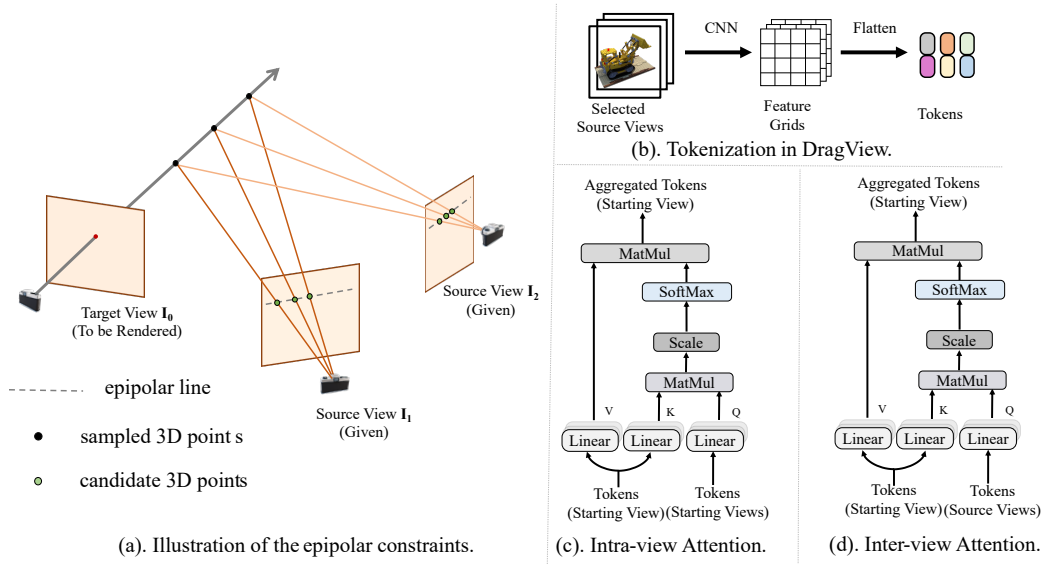 Target View I0
(To be Rendered)
Source View I2
(Given)
Source View I1
(Given)
epipolar line
sampled 3D point s
candidate 3D points
(a). Illustration of the epipolar constraints.
CNN
Flatten
Selected
Source Views
Feature
Grids
Tokens
(b). Tokenization in DragView.
Aggregated Tokens
(Starting View)
MatMul
SoftMax
Scale
MatMul
V
K
Q
Linear
Linear
Linear
Tokens
(Starting View)
Tokens
(Starting Views)
(c). Intra-view Attention.
Aggregated Tokens
(Starting View)
MatMul
SoftMax
Scale
MatMul
V
K
Q
Linear
Linear
Linear
Tokens
(Starting View)
Tokens
(Source Views)
(d). Inter-view Attention.